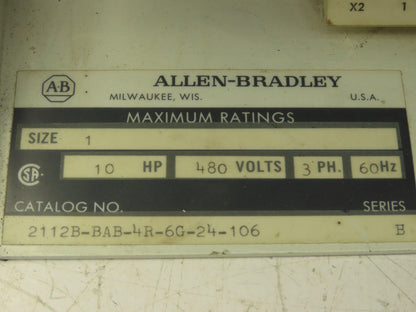 X2 1
A-B ALLEN-BRADLEY
MILWAUKEE, WIS. U.S.A.
MAXIMUM RATINGS
SIZE 1
SA 10 HP 480 VOLTS 3 PH. 60Hz
CATALOG NO. SERIES
2112B-BAB-4R-6G-24-106